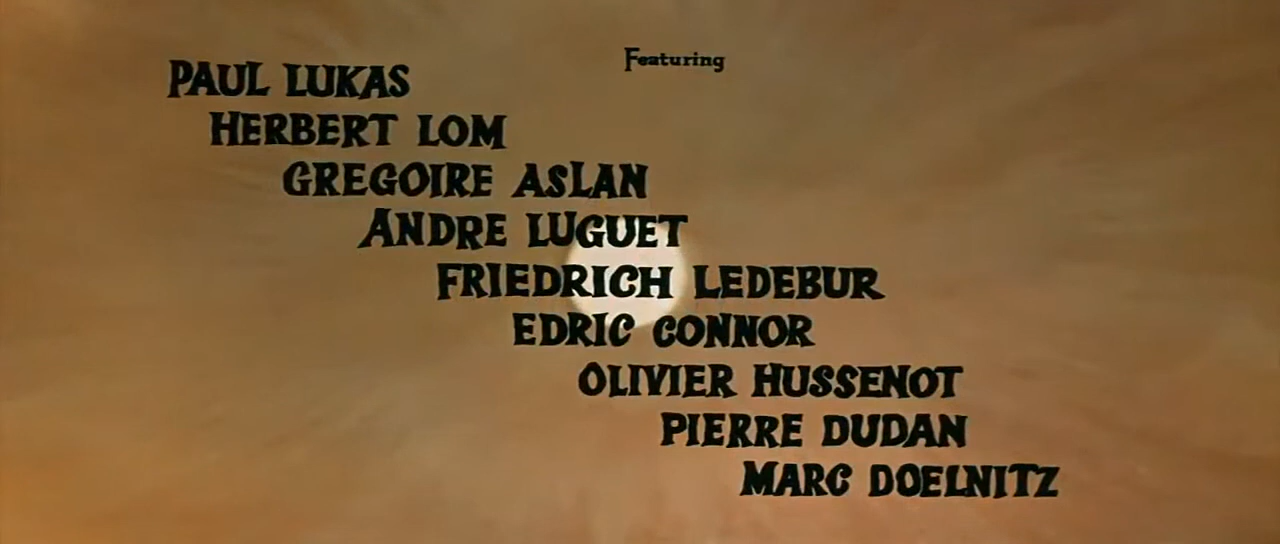 Featuring
PAUL LUKAS
HERBERT LOM
GREGOIRE ASLAN
ANDRE LUGUET
FRIEDRICH LEDEBUR
EDRIC CONNOR
OLIVIER HUSSENOT
PIERRE DUDAN
MARC DOELNITZ